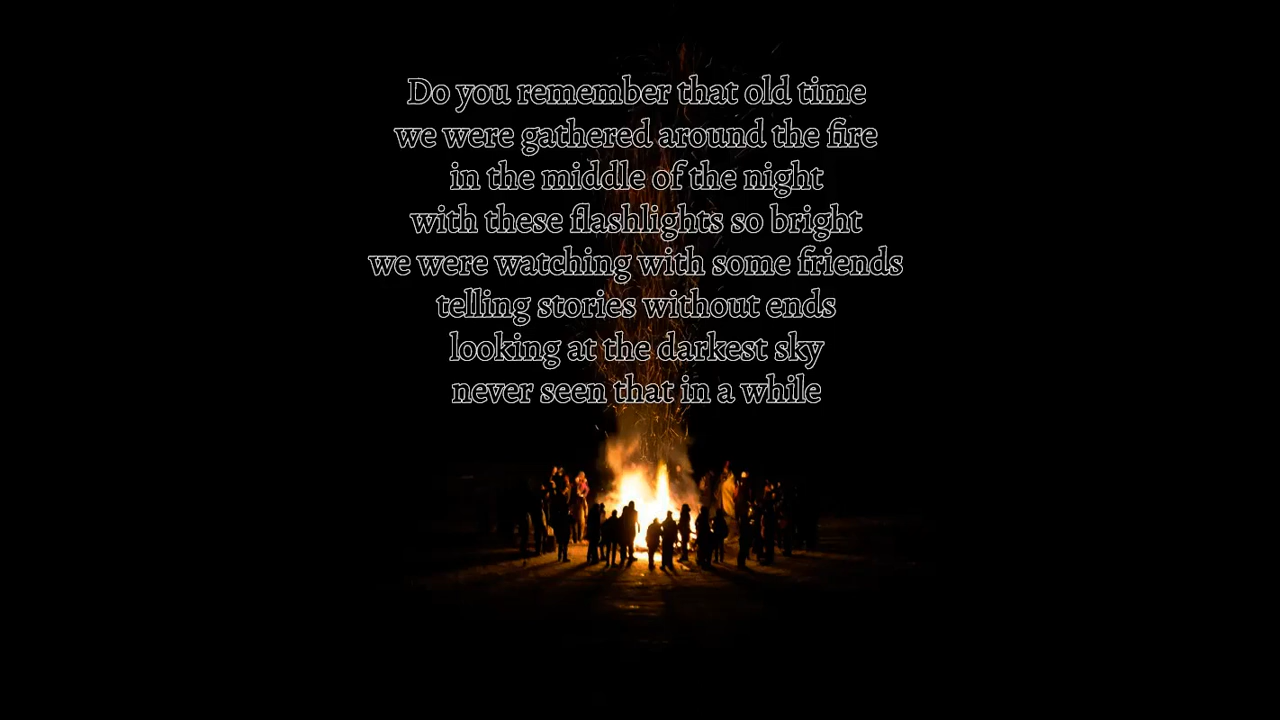 Do you remember that old time
we were gathered around the fire
in the middle of the night
with these flashlights so bright
we were watching with some friends
telling stories without ends
looking at the darkest sky
never seen that in a while